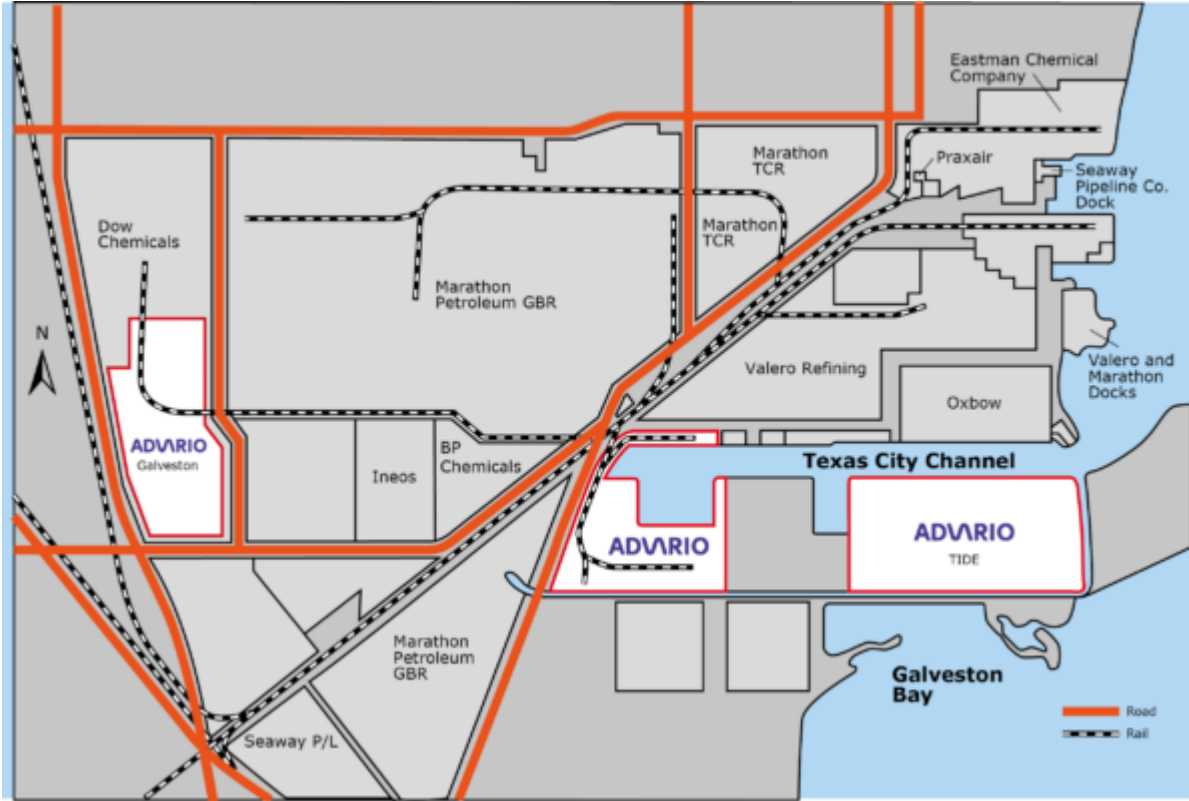 Eastman Chemical
Company
Marathon
TCR
Praxair
Seaway
Pipeline Co.
Dock
Dow
Chemicals
Marathon
TCR
Marathon
Petroleum GBR
N
Valero Refining
Valero and
Marathon
Docks
Oxbow
ADVARIO
Galveston
BP
Chemicals
Ineos
Texas City Channel
ADVARIO
ADVARIO
TIDE
Marathon
Petroleum
GBR
Galveston
Bay
Road
Rail
Seaway P/L